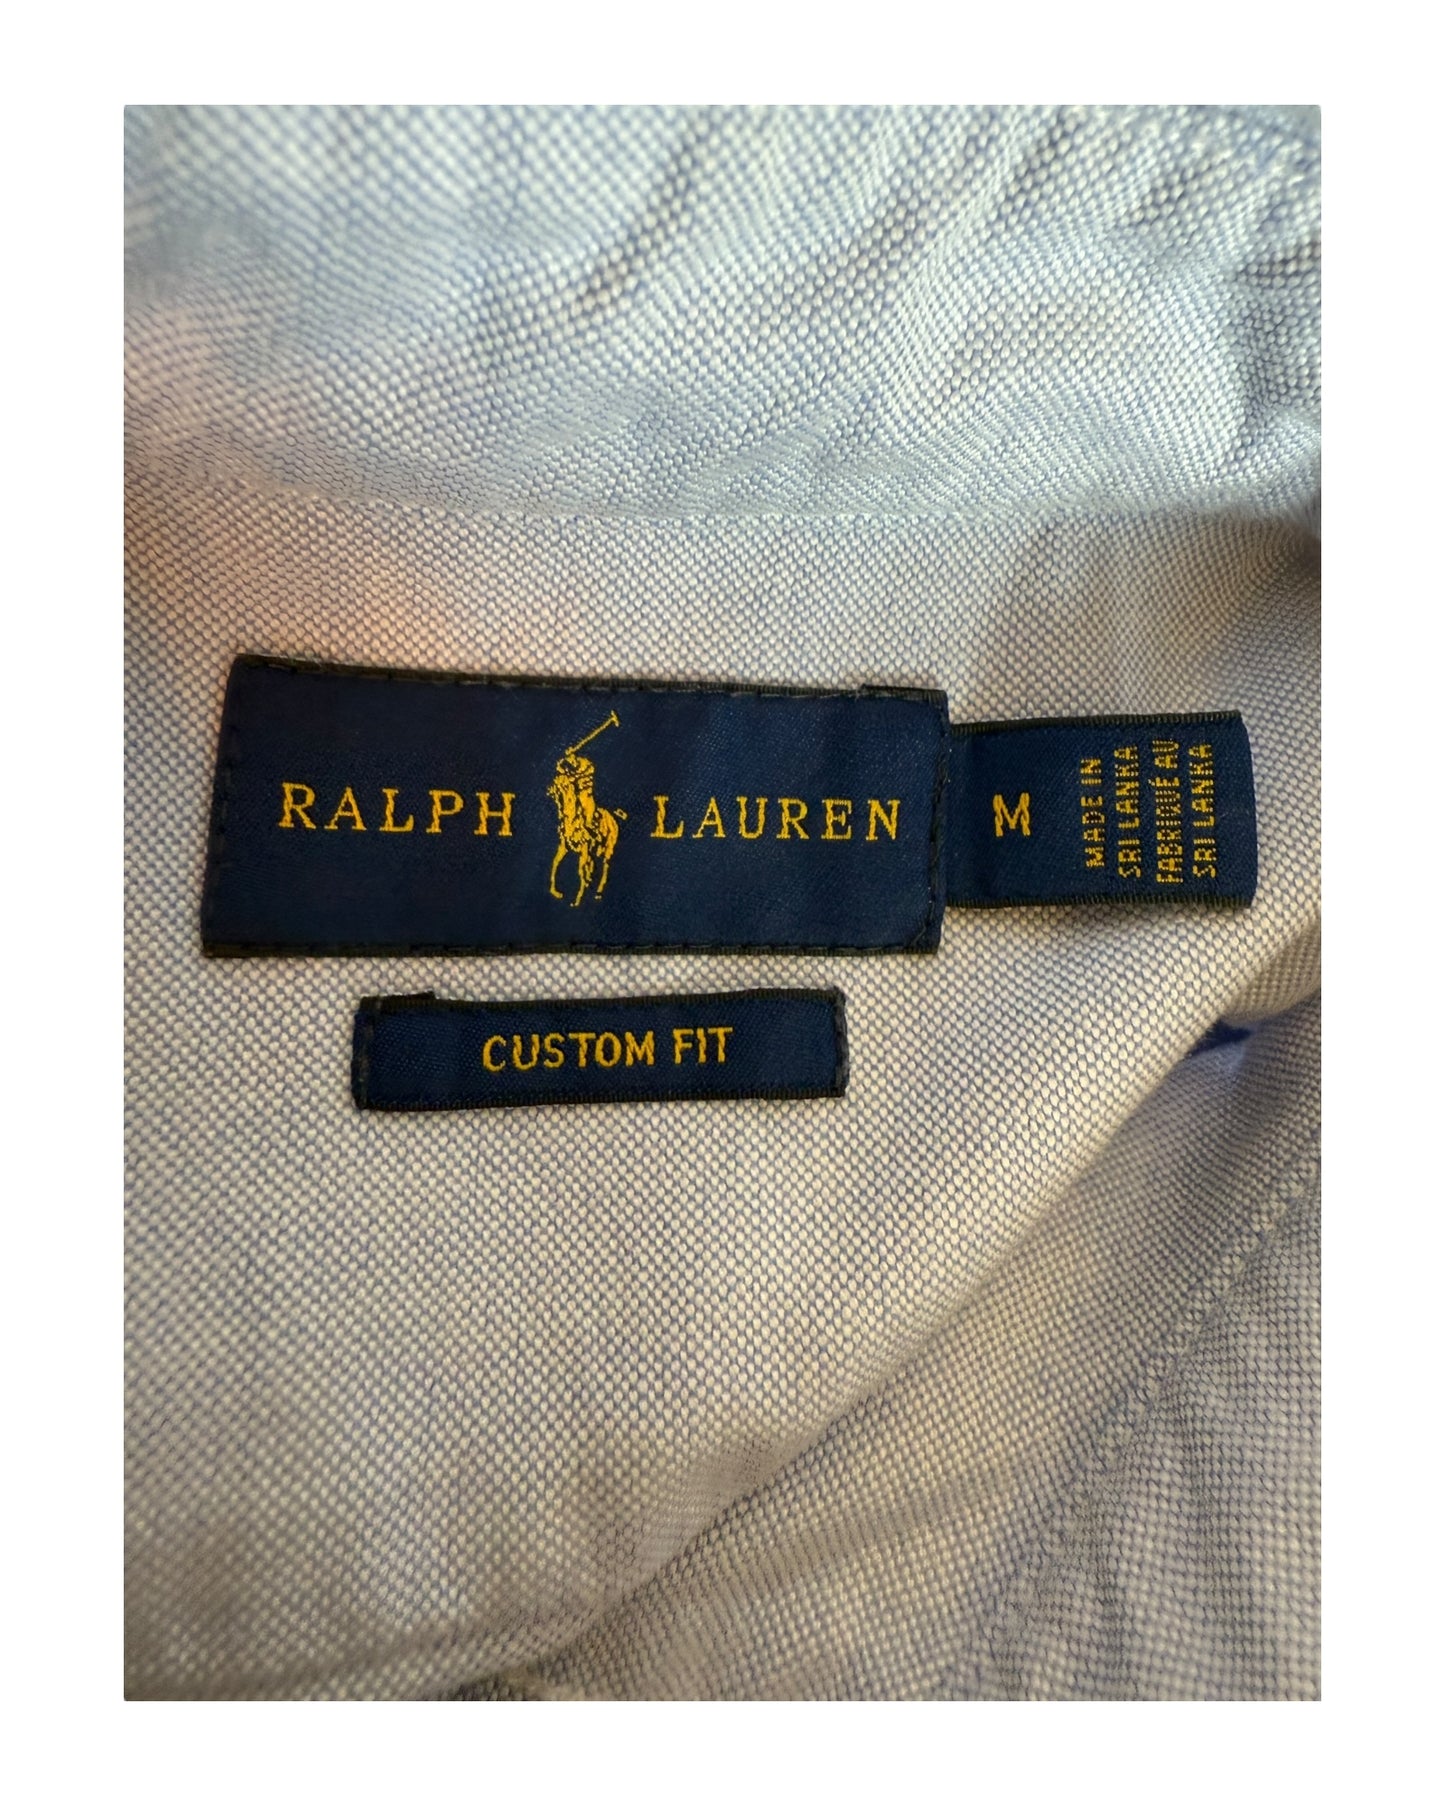 RALPH LAUREN
M
MADE IN
SRI LANKA
FABRIQUÉ AU
SRI LANKA
CUSTOM FIT